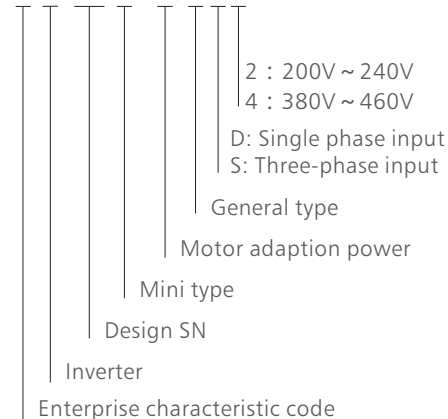 2：200V～240V
4：380V～460V
D: Single phase input
S: Three-phase input
General type
Motor adaption power
Mini type
Design SN
Inverter
Enterprise characteristic code